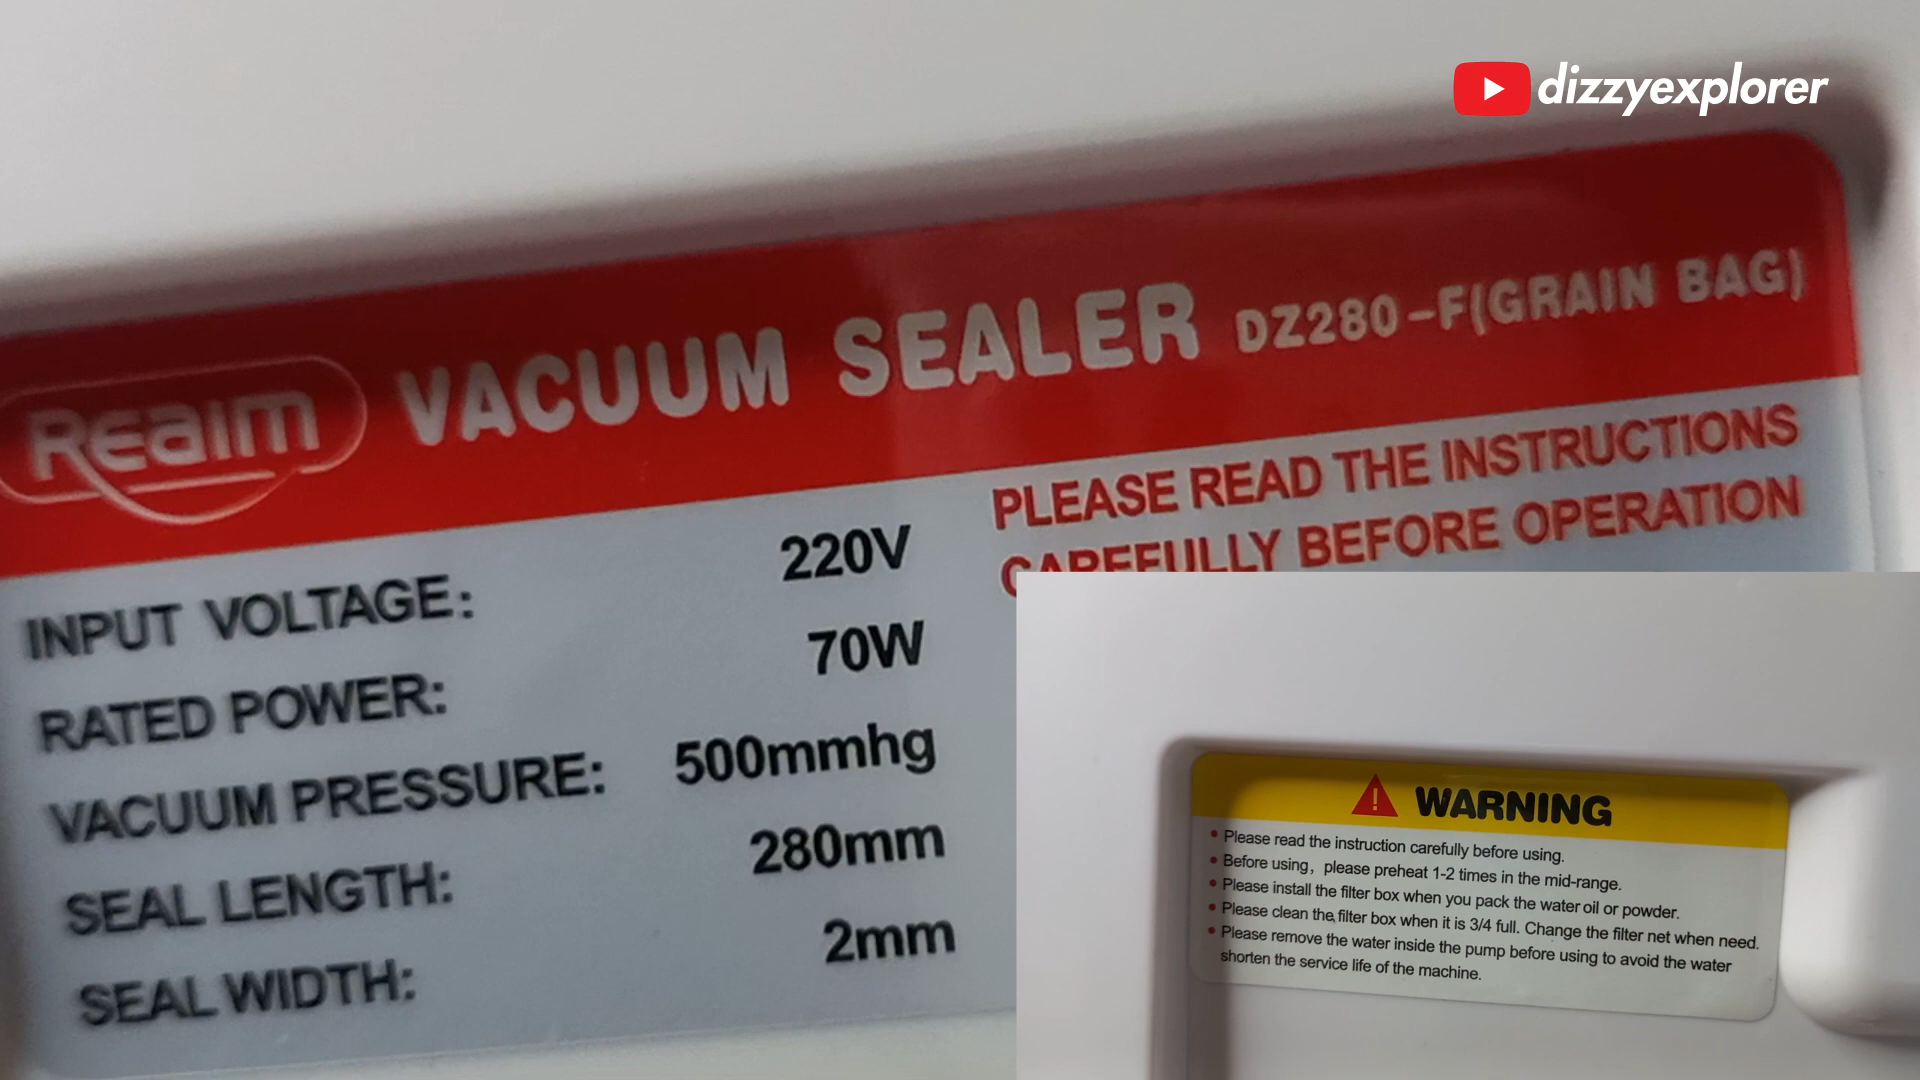 dizzyexplorer
Reaim VACUUM SEALER DZ280-F(GRAIN BAG)
PLEASE READ THE INSTRUCTIONS
CAREFULLY BEFORE OPERATION
INPUT VOLTAGE: 220V
RATED POWER: 70W
VACUUM PRESSURE: 500mmhg
SEAL LENGTH: 280mm
SEAL WIDTH: 2mm
! WARNING
• Please read the instruction carefully before using.
• Before using, please preheat 1-2 times in the mid-range.
• Please install the filter box when you pack the water oil or powder.
• Please clean the filter box when it is 3/4 full. Change the filter net when need.
• Please remove the water inside the pump before using to avoid the water
shorten the service life of the machine.